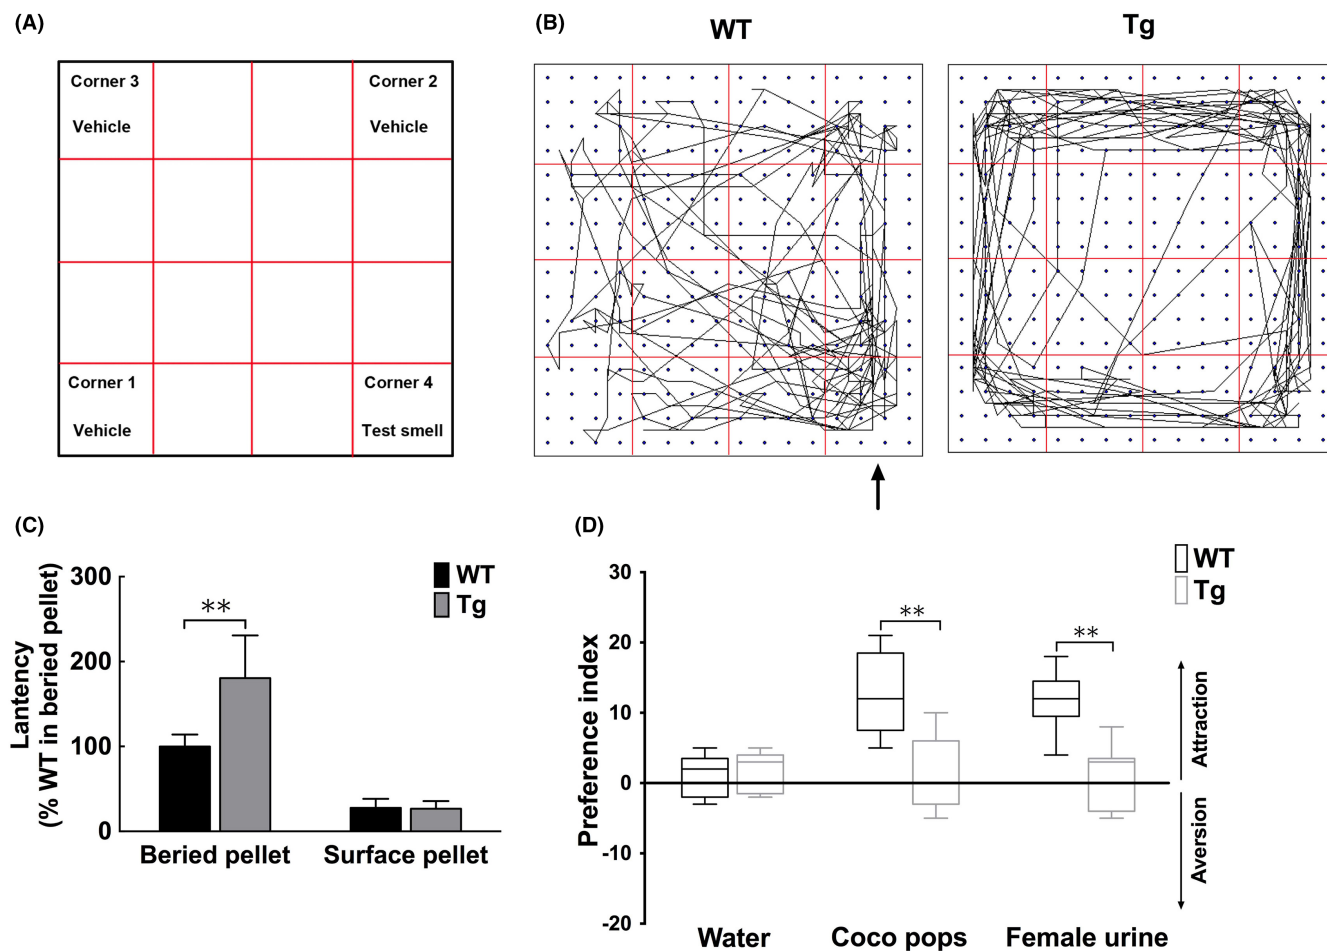 (A)
Corner 3
Vehicle
Corner 2
Vehicle
Corner 1
Vehicle
Corner 4
Test smell
(B)
WT
Tg
(C)
Lantency
(% WT in beried pellet)
300
200
100
0
**
WT
Tg
Beried pellet
Surface pellet
(D)
Preference index
30
20
10
0
-10
-20
**
**
WT
Tg
Attraction
Aversion
Water
Coco pops
Female urine